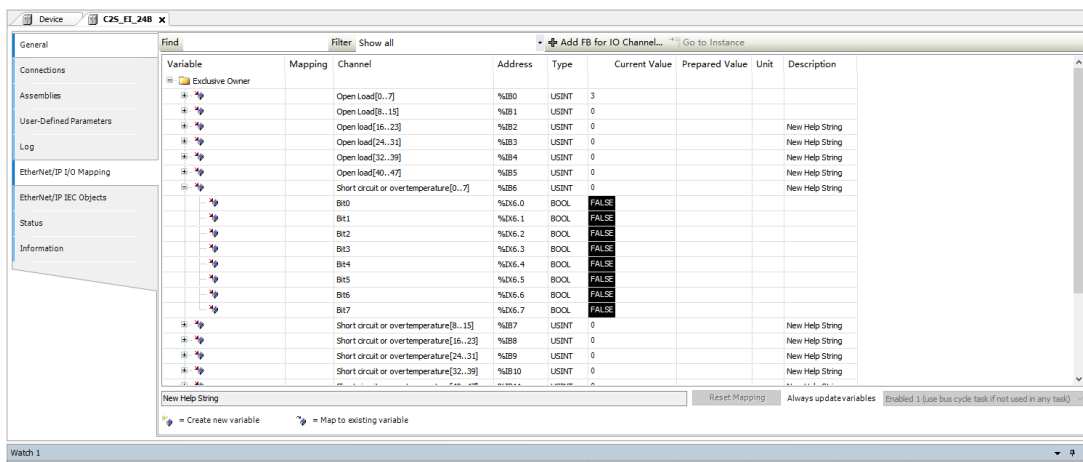 Device C2S_EI_24B x
General
Connections
Assemblies
User-Defined Parameters
Log
EtherNet/IP I/O Mapping
EtherNet/IP IEC Objects
Status
Information
Find Filter Show all Add FB for IO Channel... Go to Instance
Variable Mapping Channel Address Type Current Value Prepared Value Unit Description
Exclusive Owner
Open Load[0..7] %IB0 USINT 3
Open Load[8..15] %IB1 USINT 0
Open load[16..23] %IB2 USINT 0 New Help String
Open load[24..31] %IB3 USINT 0 New Help String
Open load[32..39] %IB4 USINT 0 New Help String
Open load[40..47] %IB5 USINT 0 New Help String
Short circuit or overtemperature[0..7] %IB6 USINT 0 New Help String
Bit0 %IX6.0 BOOL FALSE
Bit1 %IX6.1 BOOL FALSE
Bit2 %IX6.2 BOOL FALSE
Bit3 %IX6.3 BOOL FALSE
Bit4 %IX6.4 BOOL FALSE
Bit5 %IX6.5 BOOL FALSE
Bit6 %IX6.6 BOOL FALSE
Bit7 %IX6.7 BOOL FALSE
Short circuit or overtemperature[8..15] %IB7 USINT 0 New Help String
Short circuit or overtemperature[16..23] %IB8 USINT 0 New Help String
Short circuit or overtemperature[24..31] %IB9 USINT 0 New Help String
Short circuit or overtemperature[32..39] %IB10 USINT 0 New Help String
New Help String Reset Mapping Always update variables Enabled 1 (use bus cycle task if not used in any task)
= Create new variable = Map to existing variable
Watch 1